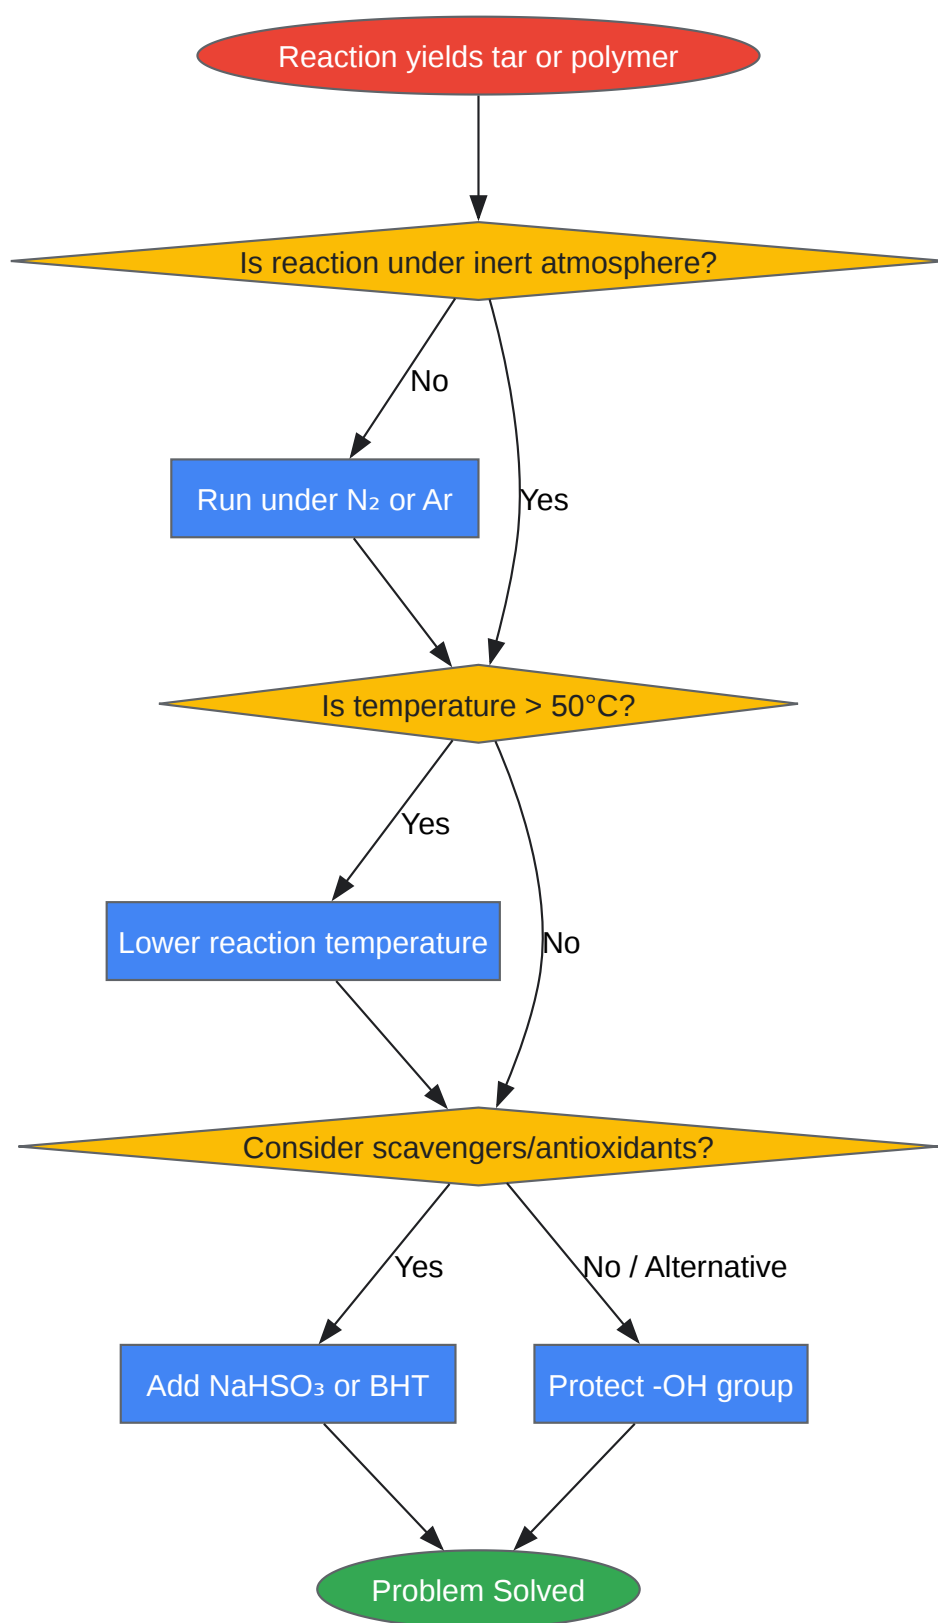 Reaction yields tar or polymer
Is reaction under inert atmosphere?
No
Run under N₂ or Ar
Yes
Is temperature > 50°C?
Yes
Lower reaction temperature
No
Consider scavengers/antioxidants?
Yes
No / Alternative
Add NaHSO₃ or BHT
Protect -OH group
Problem Solved